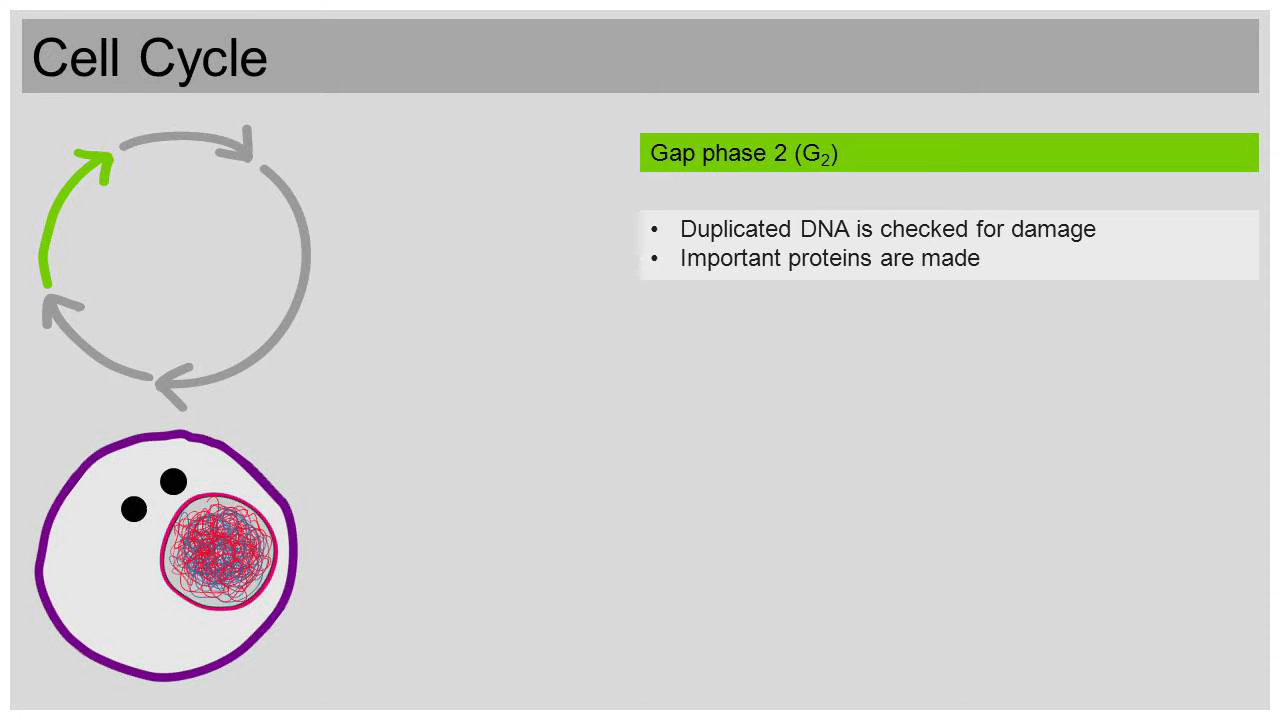 Cell Cycle
Gap phase 2 (G₂)
• Duplicated DNA is checked for damage
• Important proteins are made